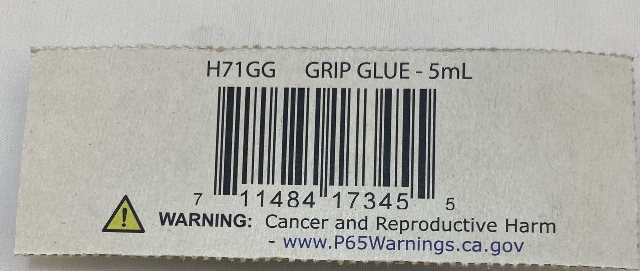 H71GG GRIP GLUE - 5mL
7 11484 17345 5
WARNING: Cancer and Reproductive Harm
- www.P65Warnings.ca.gov